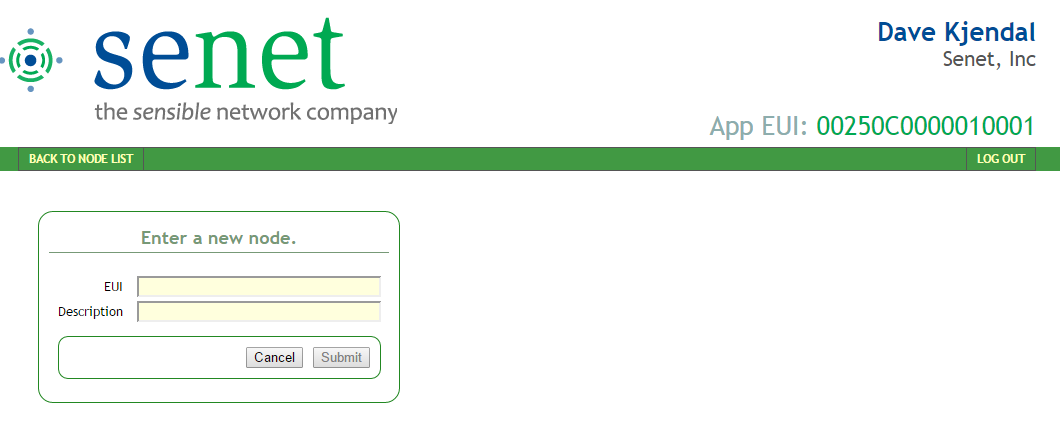 senet
the sensible network company
Dave Kjendal
Senet, Inc
App EUI: 00250C0000010001
BACK TO NODE LIST
LOG OUT
Enter a new node.
EUI
Description
Cancel
Submit